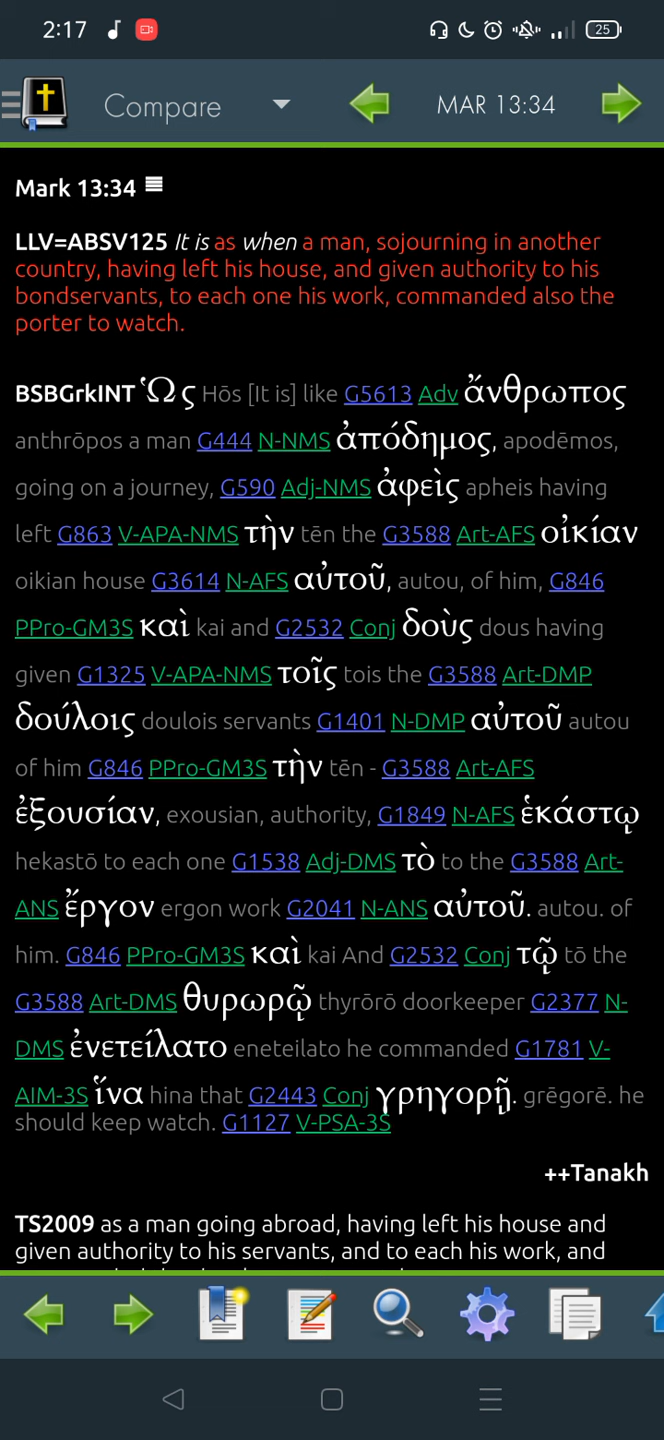 2:17
25
Compare
MAR 13:34
Mark 13:34
LLV=ABSV125 It is as when a man, sojourning in another
country, having left his house, and given authority to his
bondservants, to each one his work, commanded also the
porter to watch.
BSBGrkINT Ὡς Hōs [It is] like G5613 Adv ἄνθρωπος
anthrōpos a man G444 N-NMS ἀπόδημος, apodēmos,
going on a journey, G590 Adj-NMS ἀφεὶς apheis having
left G863 V-APA-NMS τὴν tēn the G3588 Art-AFS οἰκίαν
oikian house G3614 N-AFS αὐτοῦ, autou, of him, G846
PPro-GM3S καὶ kai and G2532 Conj δοὺς dous having
given G1325 V-APA-NMS τοῖς tois the G3588 Art-DMP
δούλοις doulois servants G1401 N-DMP αὐτοῦ autou
of him G846 PPro-GM3S τὴν tēn - G3588 Art-AFS
ἐξουσίαν, exousian, authority, G1849 N-AFS ἑκάστῳ
hekastō to each one G1538 Adj-DMS τὸ to the G3588 Art-
ANS ἔργον ergon work G2041 N-ANS αὐτοῦ. autou. of
him. G846 PPro-GM3S καὶ kai And G2532 Conj τῷ tō the
G3588 Art-DMS θυρωρῷ thyrōrō doorkeeper G2377 N-
DMS ἐνετείλατο eneteilato he commanded G1781 V-
AIM-3S ἵνα hina that G2443 Conj γρηγορῇ. grēgorē. he
should keep watch. G1127 V-PSA-3S
++Tanakh
TS2009 as a man going abroad, having left his house and
given authority to his servants, and to each his work, and